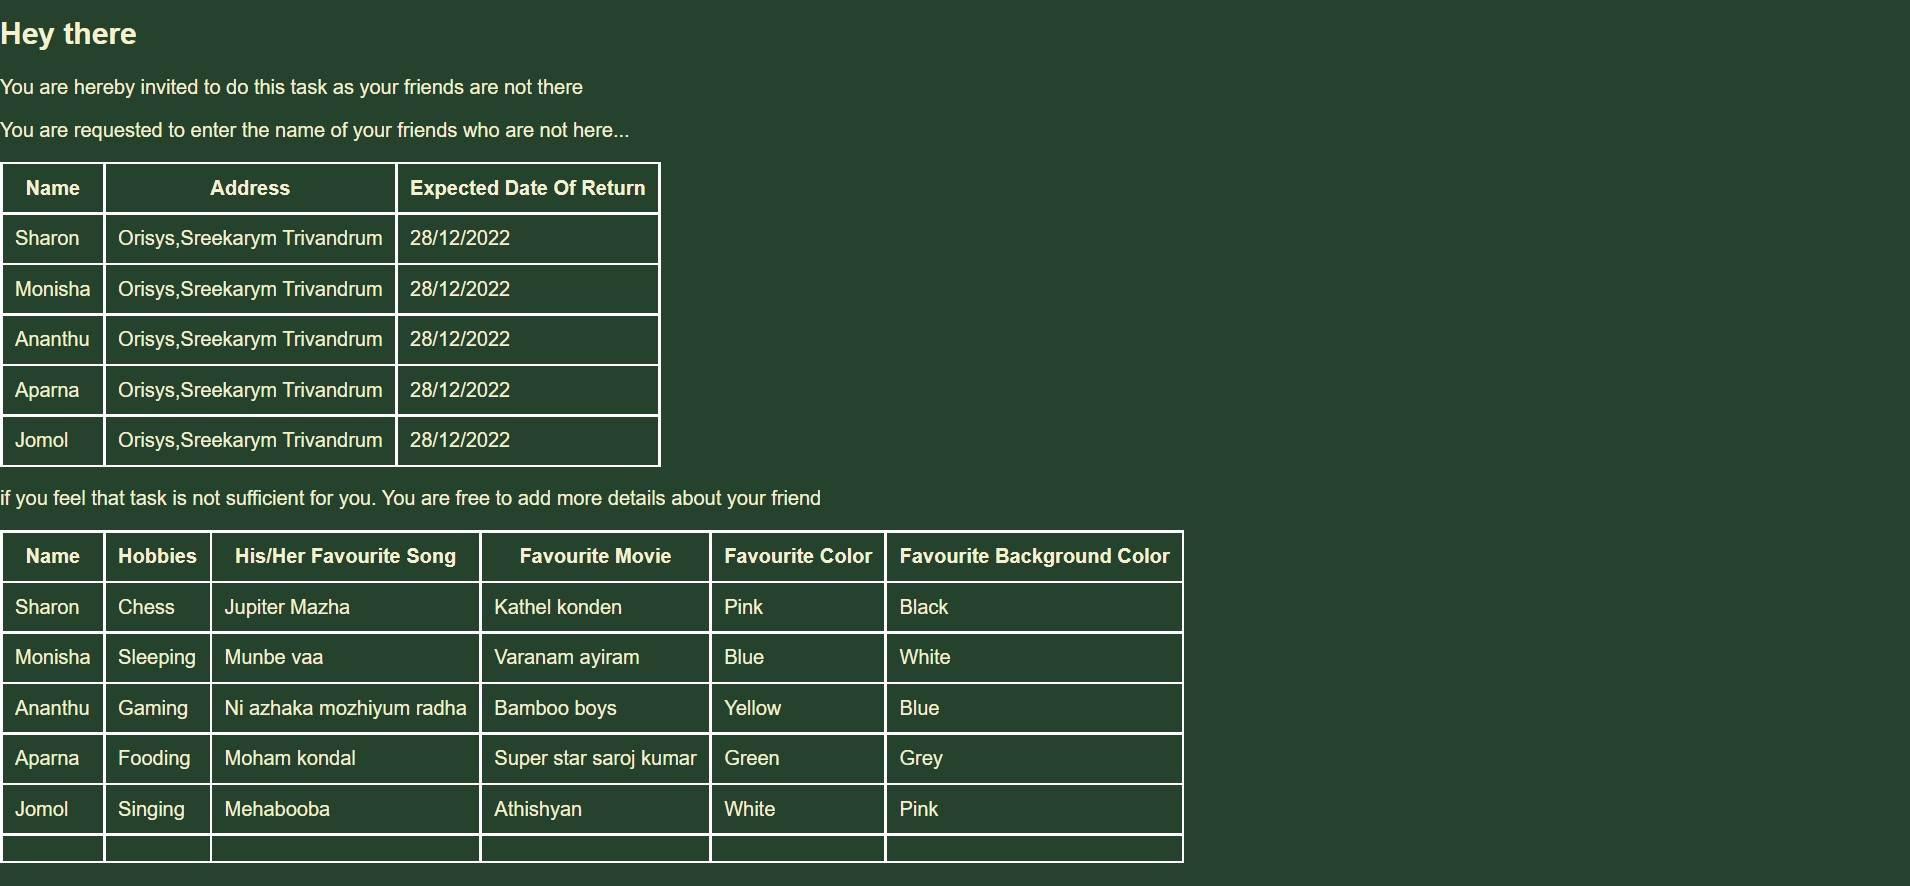 Hey there
You are hereby invited to do this task as your friends are not there
You are requested to enter the name of your friends who are not here...
Name Address Expected Date Of Return
Sharon Orisys,Sreekarym Trivandrum 28/12/2022
Monisha Orisys,Sreekarym Trivandrum 28/12/2022
Ananthu Orisys,Sreekarym Trivandrum 28/12/2022
Aparna Orisys,Sreekarym Trivandrum 28/12/2022
Jomol Orisys,Sreekarym Trivandrum 28/12/2022
if you feel that task is not sufficient for you. You are free to add more details about your friend
Name Hobbies His/Her Favourite Song Favourite Movie Favourite Color Favourite Background Color
Sharon Chess Jupiter Mazha Kathel konden Pink Black
Monisha Sleeping Munbe vaa Varanam ayiram Blue White
Ananthu Gaming Ni azhaka mozhiyum radha Bamboo boys Yellow Blue
Aparna Fooding Moham kondal Super star saroj kumar Green Grey
Jomol Singing Mehabooba Athishyan White Pink